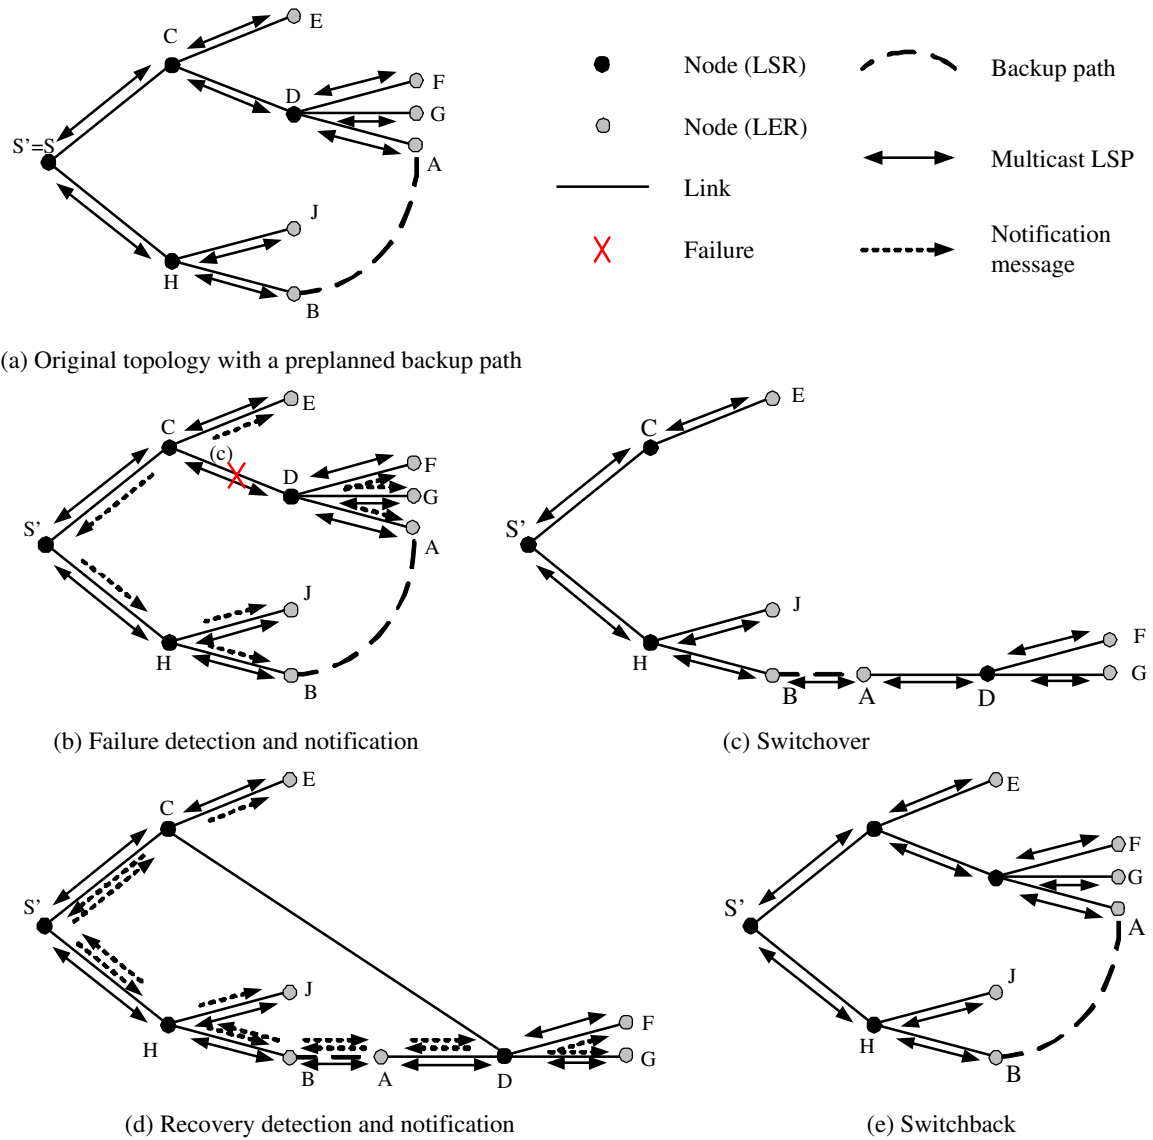 E
C
F
D
G
S'=S
A
J
H
B
Node (LSR)
Node (LER)
Link
Failure
Backup path
Multicast LSP
Notification
message
(a) Original topology with a preplanned backup path
E
C
(c)
F
D
G
S'
A
J
H
B
(b) Failure detection and notification
E
C
S'
J
F
H
G
B
A
D
(c) Switchover
E
C
S'
J
F
H
G
B
A
D
(d) Recovery detection and notification
E
F
G
S'
A
J
H
B
(e) Switchback